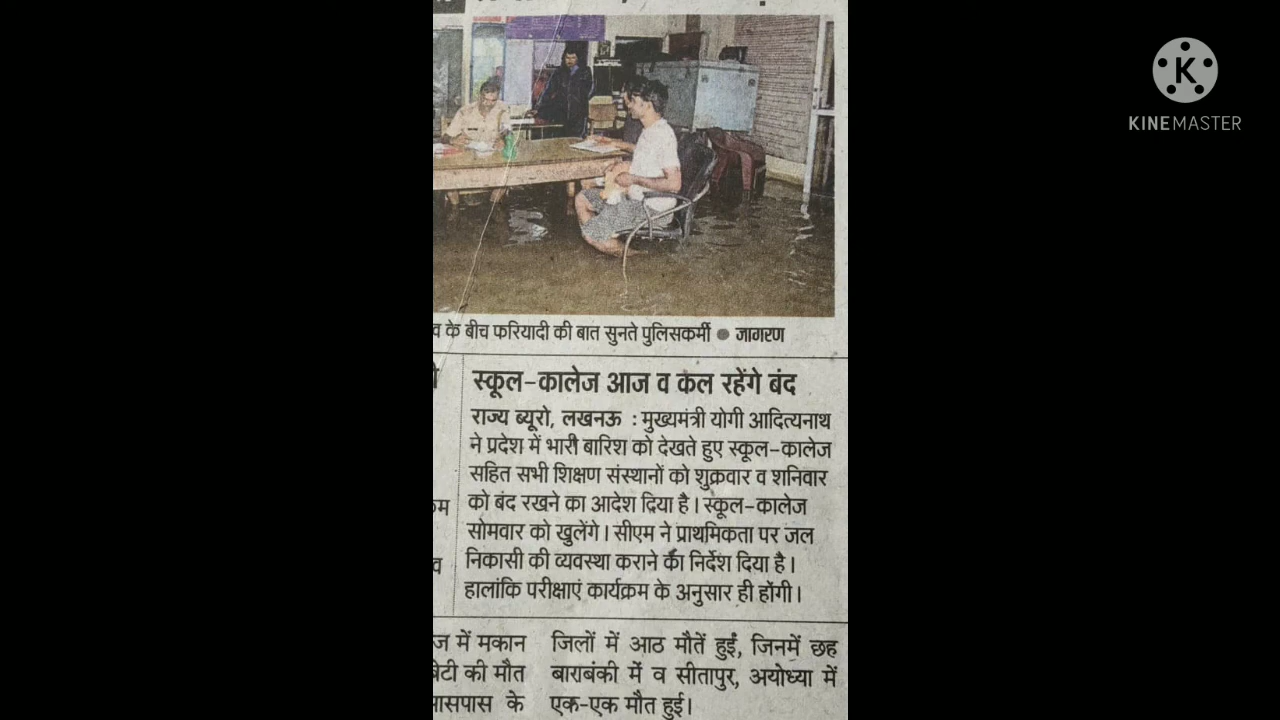 के बीच फरियादी की बात सुनते पुलिसकर्मी ● जागरण
स्कूल-कालेज आज व कल रहेंगे बंद
राज्य ब्यूरो, लखनऊ : मुख्यमंत्री योगी आदित्यनाथ
ने प्रदेश में भारी बारिश को देखते हुए स्कूल-कालेज
सहित सभी शिक्षण संस्थानों को शुक्रवार व शनिवार
को बंद रखने का आदेश दिया है। स्कूल-कालेज
सोमवार को खुलेंगे। सीएम ने प्राथमिकता पर जल
निकासी की व्यवस्था कराने का निर्देश दिया है।
हालांकि परीक्षाएं कार्यक्रम के अनुसार ही होंगी।
में मकान
की मौत
के
जिलों में आठ मौतें हुईं, जिनमें छह
बाराबंकी में व सीतापुर, अयोध्या में
एक-एक मौत हुई।
K
KINEMASTER